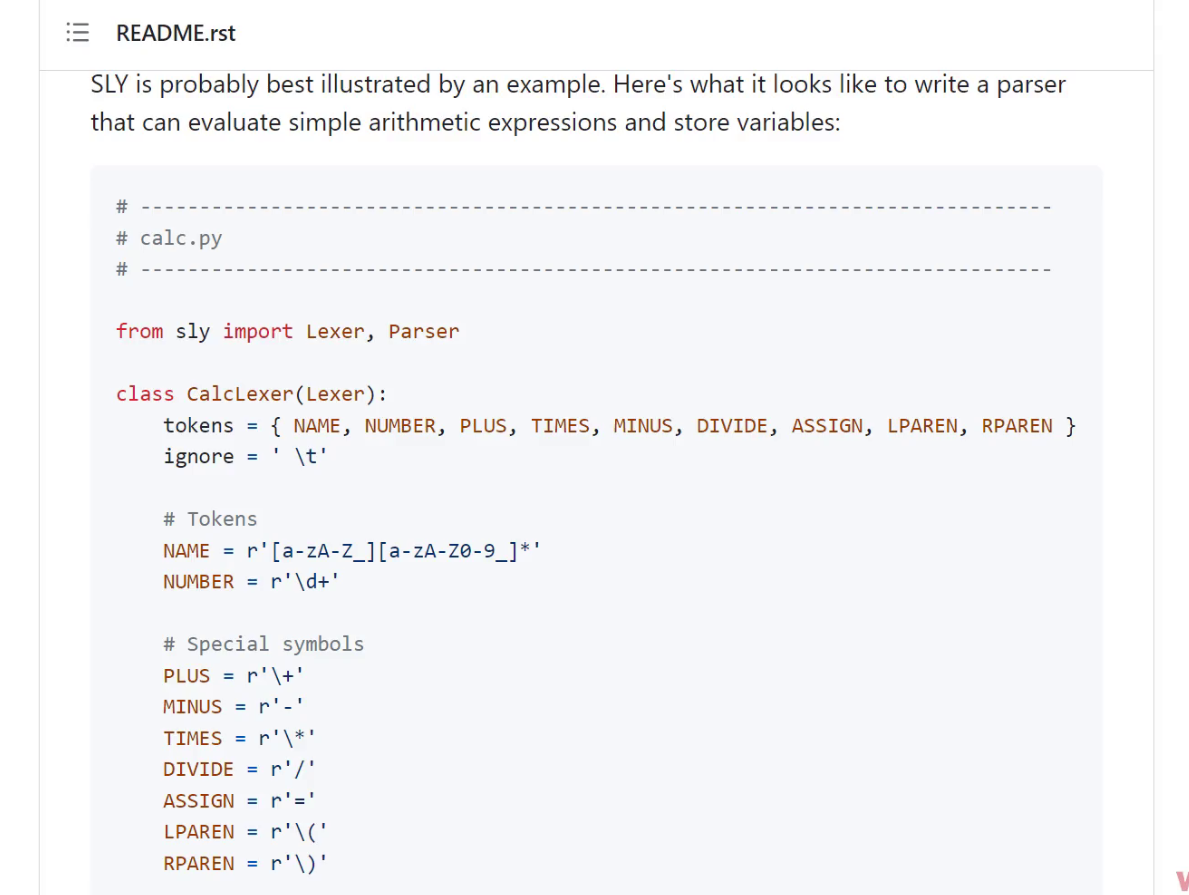 README.rst
SLY is probably best illustrated by an example. Here's what it looks like to write a parser
that can evaluate simple arithmetic expressions and store variables:
# -----------------------------------------------------------------------------
# calc.py
# -----------------------------------------------------------------------------
from sly import Lexer, Parser
class CalcLexer(Lexer):
    tokens = { NAME, NUMBER, PLUS, TIMES, MINUS, DIVIDE, ASSIGN, LPAREN, RPAREN }
    ignore = ' \t'
    # Tokens
    NAME = r'[a-zA-Z_][a-zA-Z0-9_]*'
    NUMBER = r'\d+'
    # Special symbols
    PLUS = r'\+'
    MINUS = r'-'
    TIMES = r'\*'
    DIVIDE = r'/'
    ASSIGN = r'='
    LPAREN = r'\('
    RPAREN = r'\)'